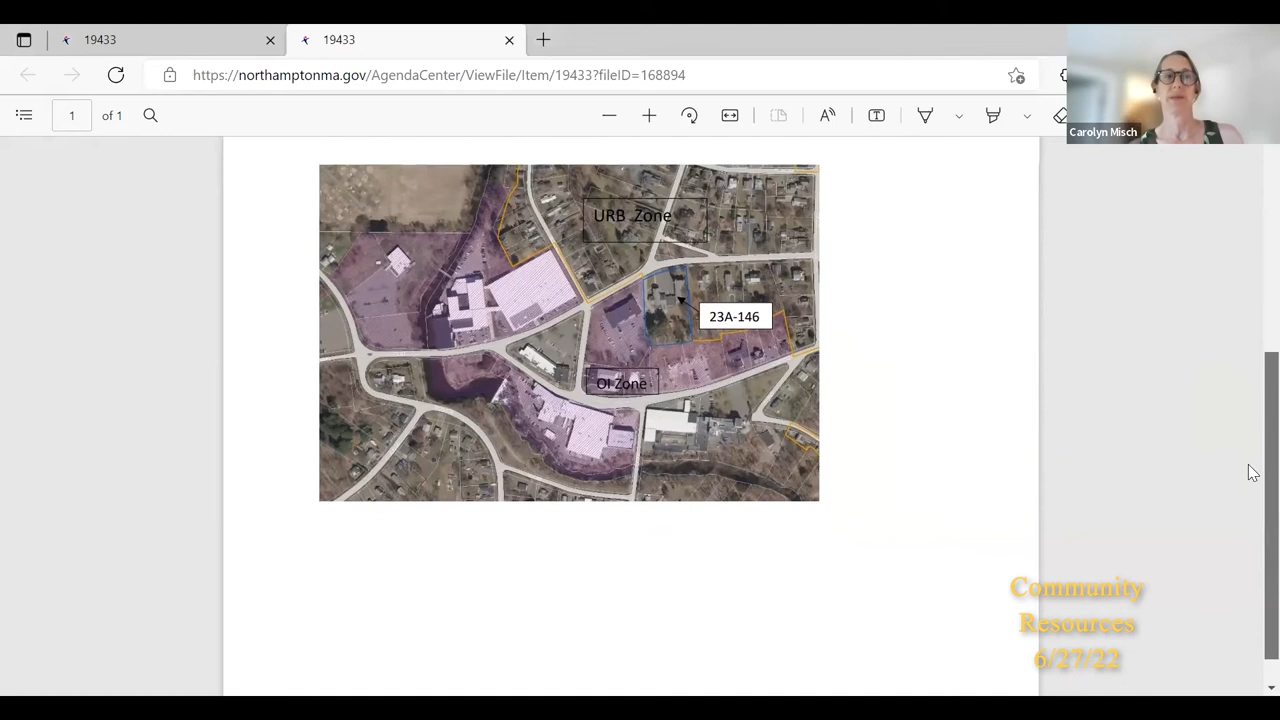 19433
19433
https://northamptonma.gov/AgendaCenter/ViewFile/Item/19433?fileID=168894
1 of 1
Carolyn Misch
URB Zone
23A-146
OI Zone
Community
Resources
6/27/22